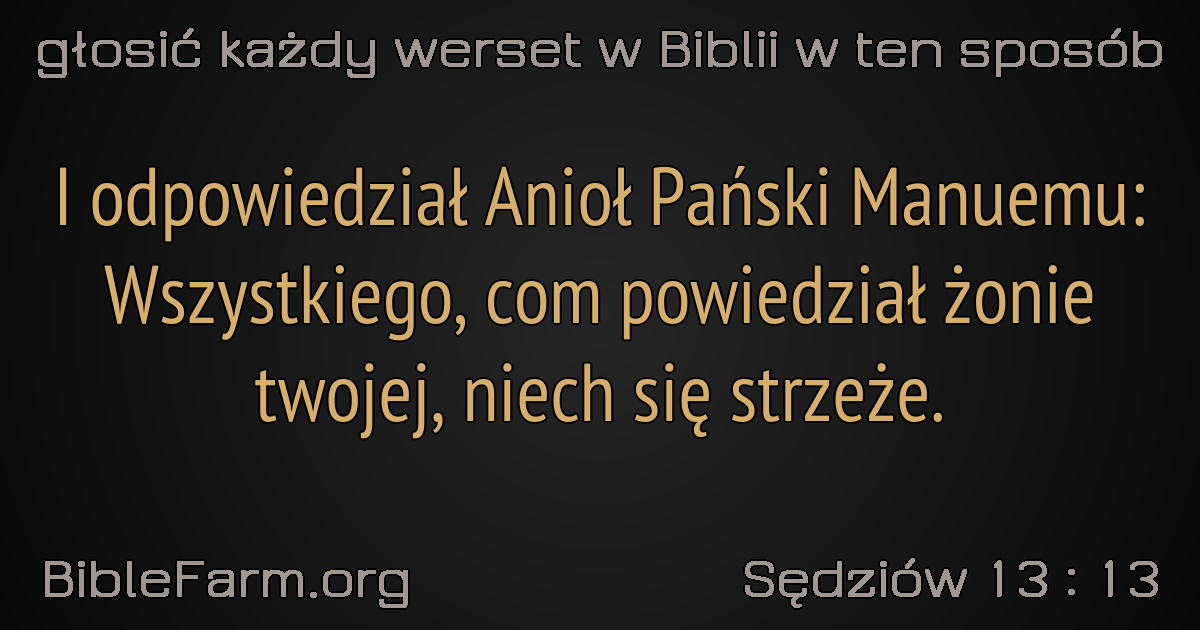 głosić każdy werset w Biblii w ten sposób
I odpowiedział Anioł Pański Manuemu:
Wszystkiego, com powiedział żonie
twojej, niech się strzeże.
BibleFarm.org
Sędziów 13 : 13